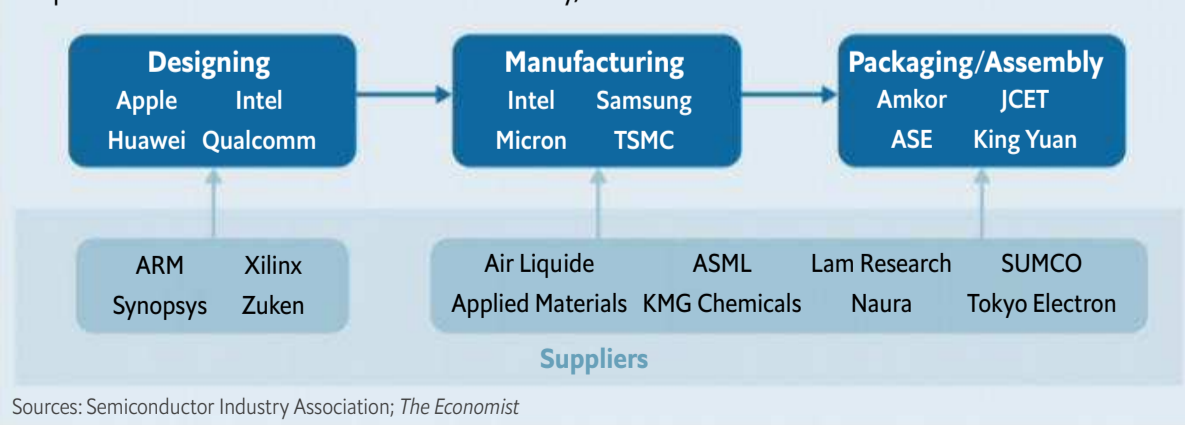 Designing
Apple Intel
Huawei Qualcomm
Manufacturing
Intel Samsung
Micron TSMC
Packaging/Assembly
Amkor JCET
ASE King Yuan
ARM Xilinx
Synopsys Zuken
Air Liquide ASML Lam Research SUMCO
Applied Materials KMG Chemicals Naura Tokyo Electron
Suppliers
Sources: Semiconductor Industry Association; The Economist